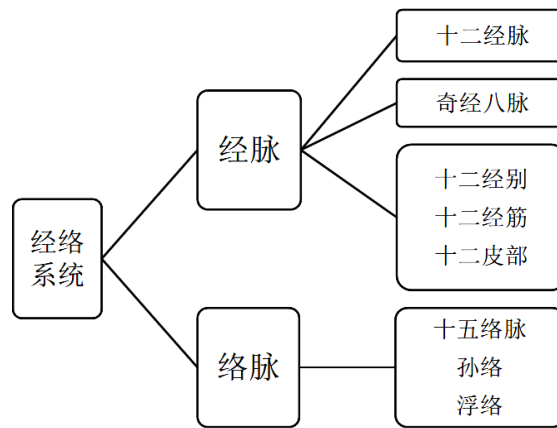 经络
系统
经脉
十二经脉
奇经八脉
十二经别
十二经筋
十二皮部
络脉
十五络脉
孙络
浮络